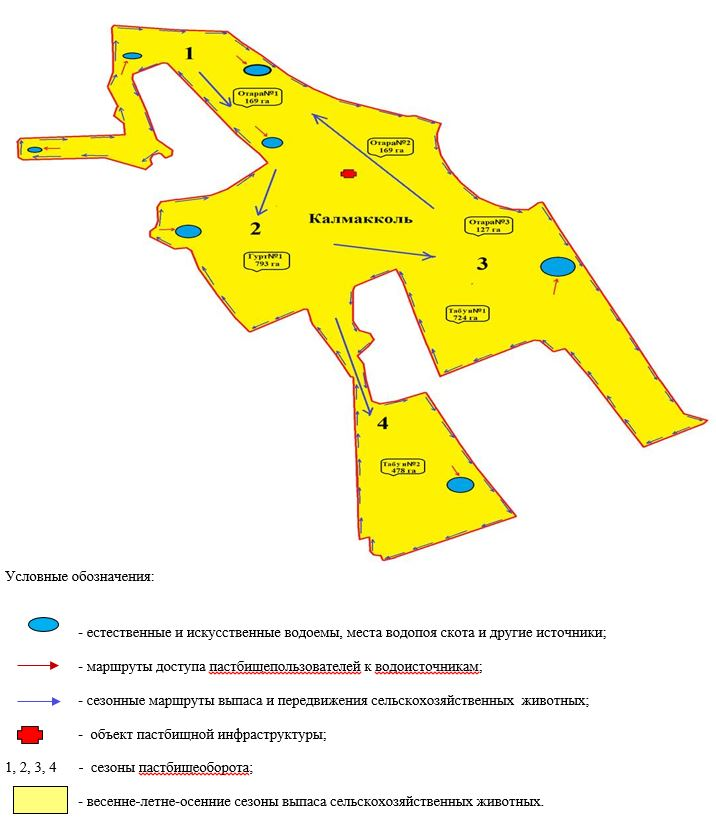 1
Отара№1
169 га
Отара№2
169 га
Калмакколь
Отара№3
127 га
2
Гурт№1
793 га
3
Табун№1
724 га
4
Табун№2
478 га
Условные обозначения:
- естественные и искусственные водоемы, места водопоя скота и другие источники;
- маршруты доступа пастбищепользователей к водоисточникам;
- сезонные маршруты выпаса и передвижения сельскохозяйственных животных;
- объект пастбищной инфраструктуры;
1, 2, 3, 4 - сезоны пастбищеоборота;
- весенне-летне-осенние сезоны выпаса сельскохозяйственных животных.